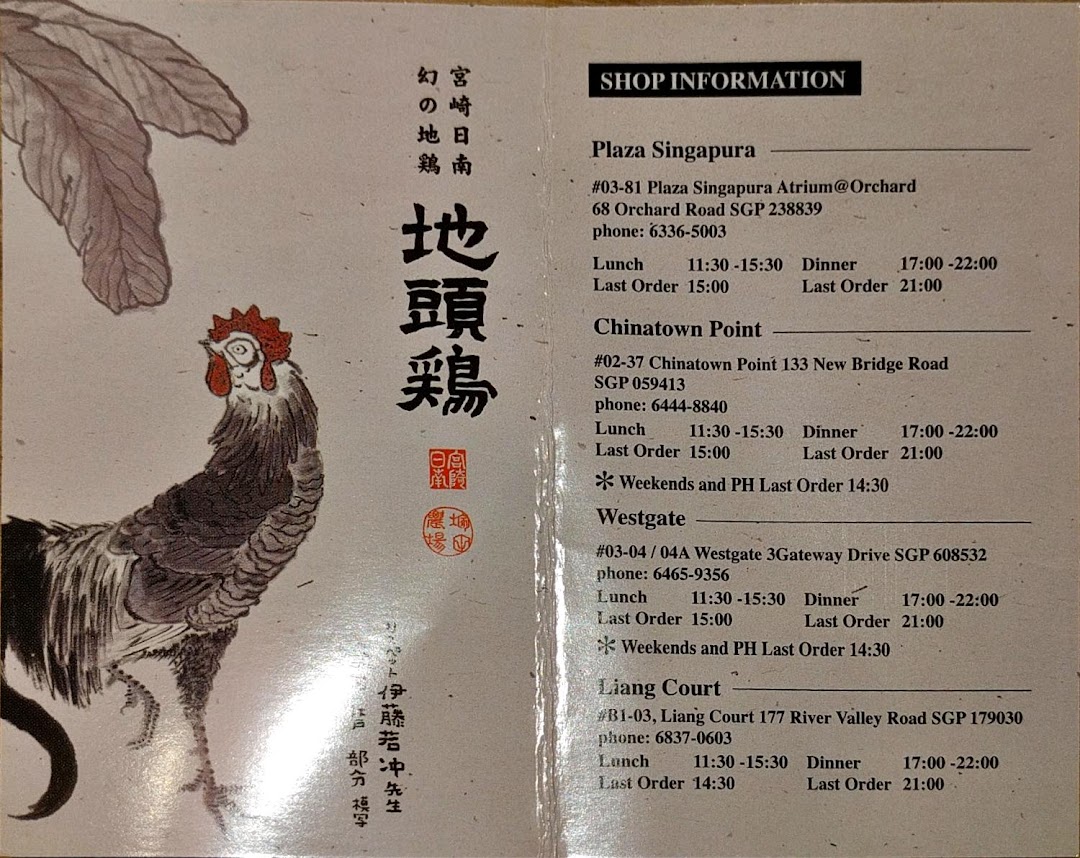 宮崎日南
幻の地鶏
地頭鶏
宮崎
日南
農場
伊藤若冲先生
部分 模写
SHOP INFORMATION
Plaza Singapura
#03-81 Plaza Singapura Atrium@Orchard
68 Orchard Road SGP 238839
phone: 6336-5003
Lunch 11:30 -15:30 Dinner 17:00 -22:00
Last Order 15:00 Last Order 21:00
Chinatown Point
#02-37 Chinatown Point 133 New Bridge Road
SGP 059413
phone: 6444-8840
Lunch 11:30 -15:30 Dinner 17:00 -22:00
Last Order 15:00 Last Order 21:00
＊ Weekends and PH Last Order 14:30
Westgate
#03-04 / 04A Westgate 3Gateway Drive SGP 608532
phone: 6465-9356
Lunch 11:30 -15:30 Dinner 17:00 -22:00
Last Order 15:00 Last Order 21:00
＊ Weekends and PH Last Order 14:30
Liang Court
#B1-03, Liang Court 177 River Valley Road SGP 179030
phone: 6837-0603
Lunch 11:30 -15:30 Dinner 17:00 -22:00
Last Order 14:30 Last Order 21:00